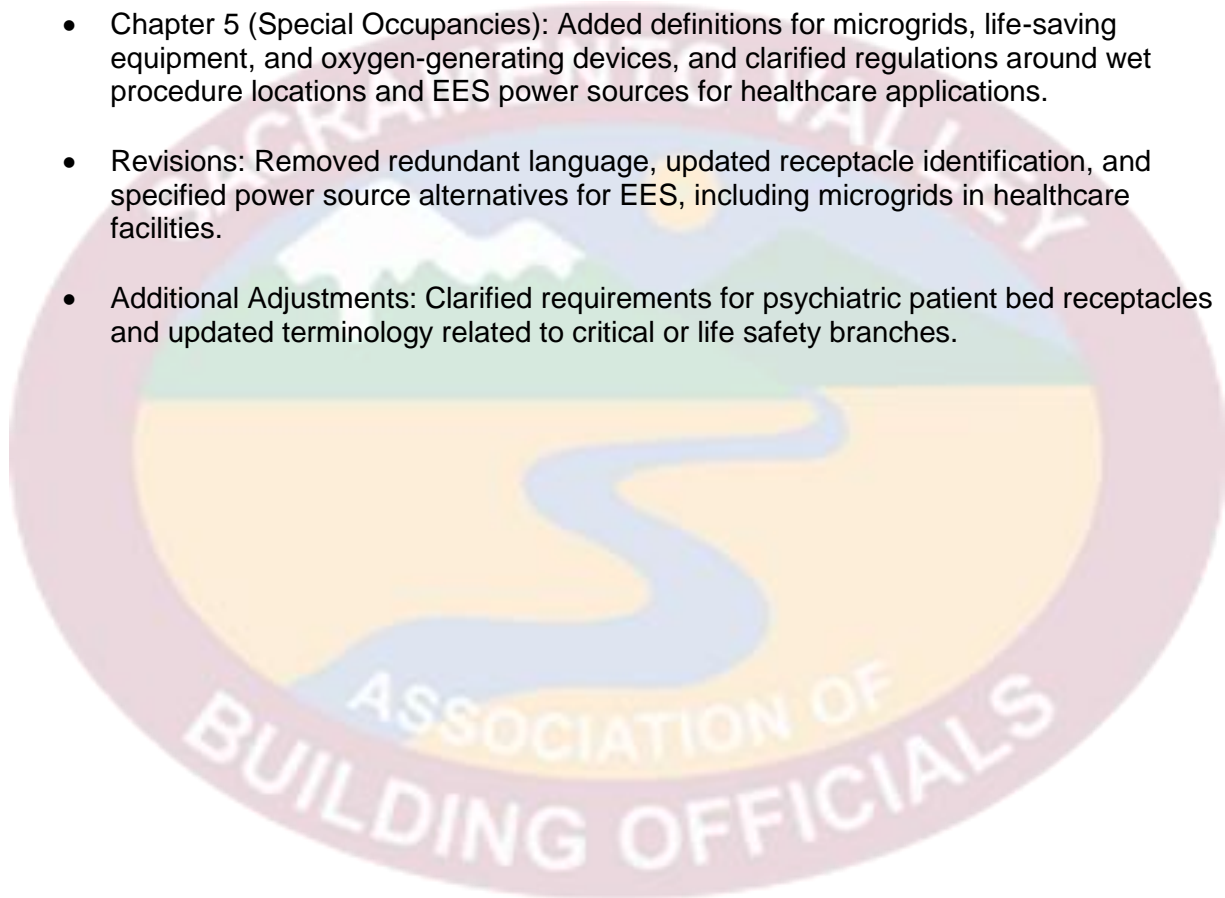 • Chapter 5 (Special Occupancies): Added definitions for microgrids, life-saving
equipment, and oxygen-generating devices, and clarified regulations around wet
procedure locations and EES power sources for healthcare applications.
• Revisions: Removed redundant language, updated receptacle identification, and
specified power source alternatives for EES, including microgrids in healthcare
facilities.
• Additional Adjustments: Clarified requirements for psychiatric patient bed receptacles
and updated terminology related to critical or life safety branches.
SACRAMENTO VALLEY
ASSOCIATION OF
BUILDING OFFICIALS